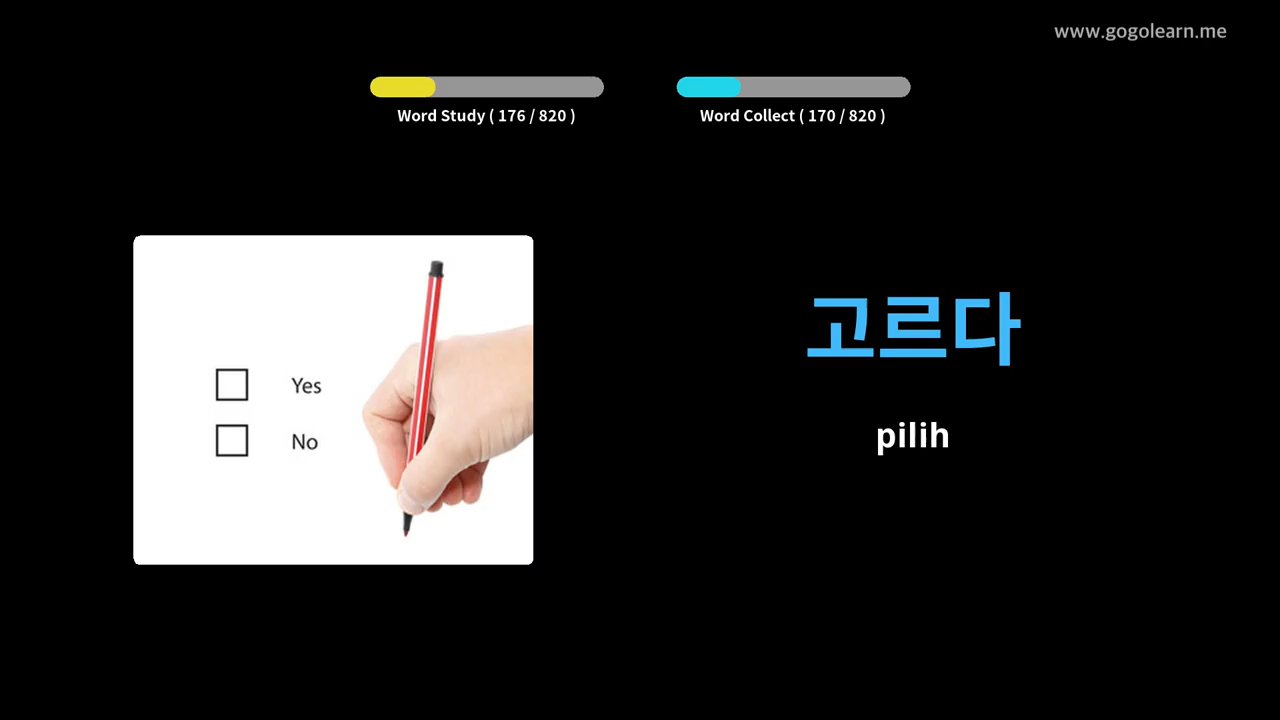 www.gogolearn.me
Word Study ( 176 / 820 )
Word Collect ( 170 / 820 )
Yes
No
고르다
pilih